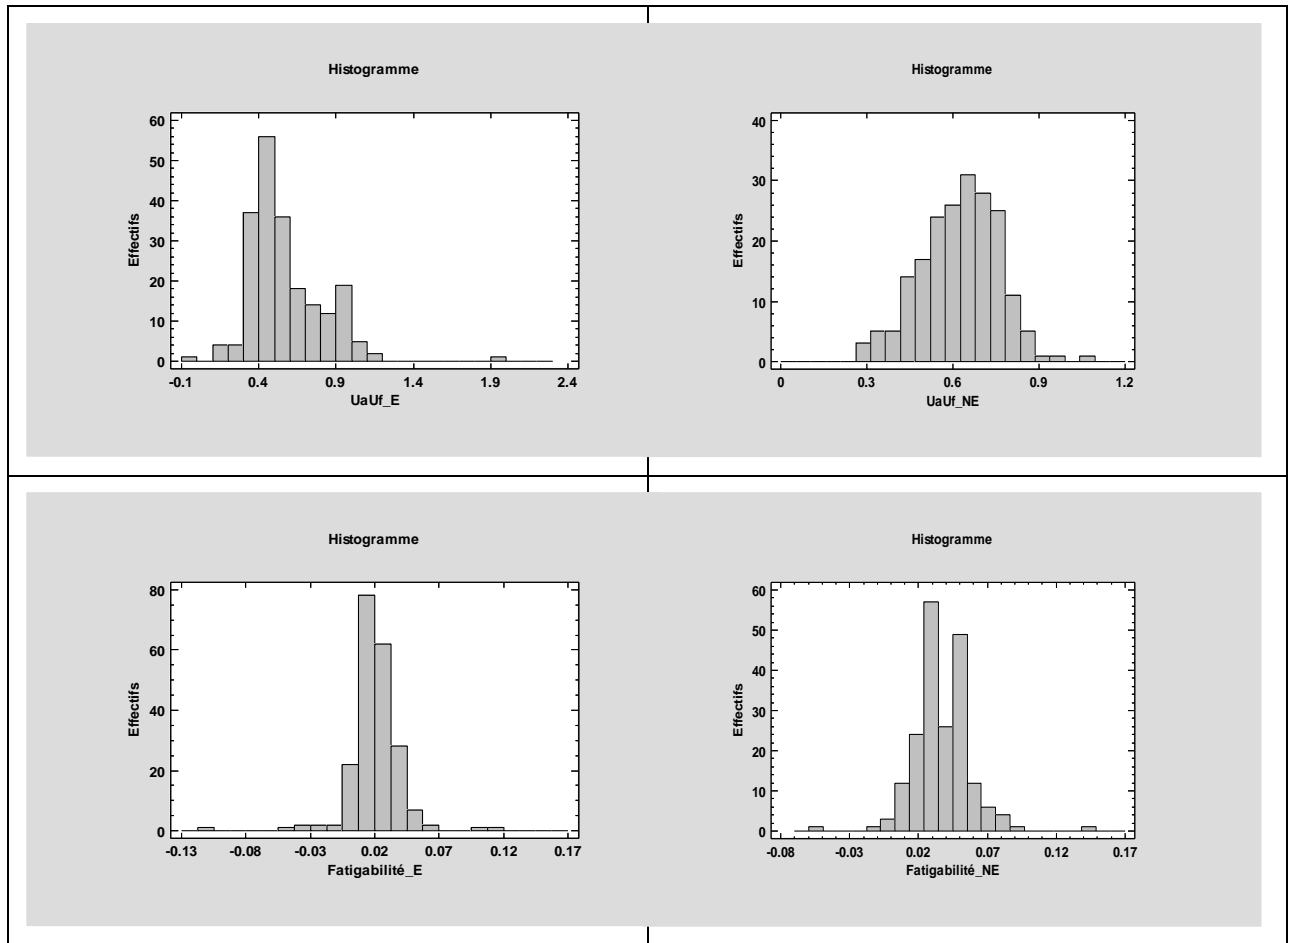 Histogramme
60
50
40
30
20
10
0
Effectifs
-0.1 0.4 0.9 1.4 1.9 2.4
UaUf_E
Histogramme
40
30
20
10
0
Effectifs
0 0.3 0.6 0.9 1.2
UaUf_NE
Histogramme
80
60
40
20
0
Effectifs
-0.13 -0.08 -0.03 0.02 0.07 0.12 0.17
Fatigabilité_E
Histogramme
60
50
40
30
20
10
0
Effectifs
-0.08 -0.03 0.02 0.07 0.12 0.17
Fatigabilité_NE